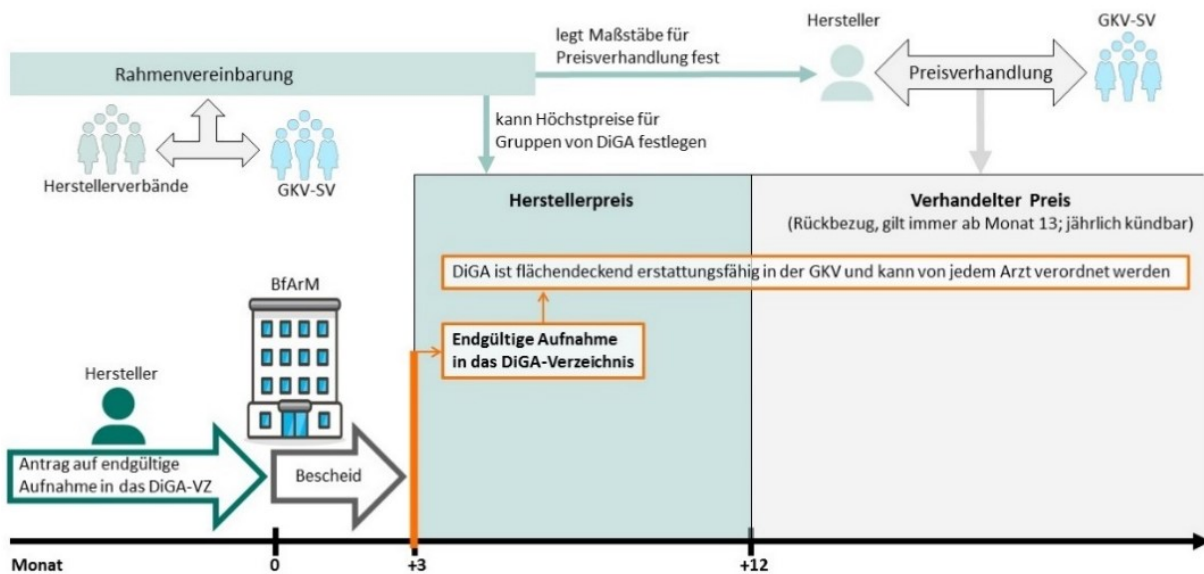 Hersteller
GKV-SV
legt Maßstäbe für
Preisverhandlung fest
Rahmenvereinbarung
Preisverhandlung
kann Höchstpreise für
Gruppen von DiGA festlegen
Herstellerverbände
GKV-SV
Herstellerpreis
Verhandelter Preis
(Rückbezug, gilt immer ab Monat 13; jährlich kündbar)
DiGA ist flächendeckend erstattungsfähig in der GKV und kann von jedem Arzt verordnet werden
BfArM
Endgültige Aufnahme
in das DiGA-Verzeichnis
Hersteller
Antrag auf endgültige
Aufnahme in das DiGA-VZ
Bescheid
Monat
0
+3
+12